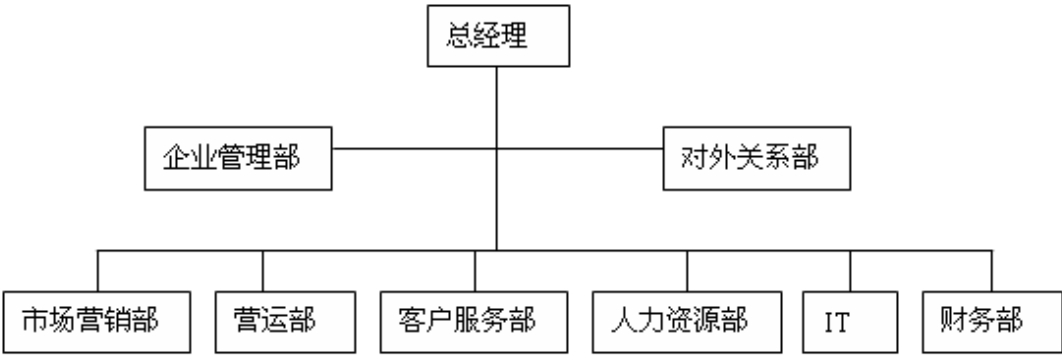 总经理
企业管理部
对外关系部
市场营销部
营运部
客户服务部
人力资源部
IT
财务部